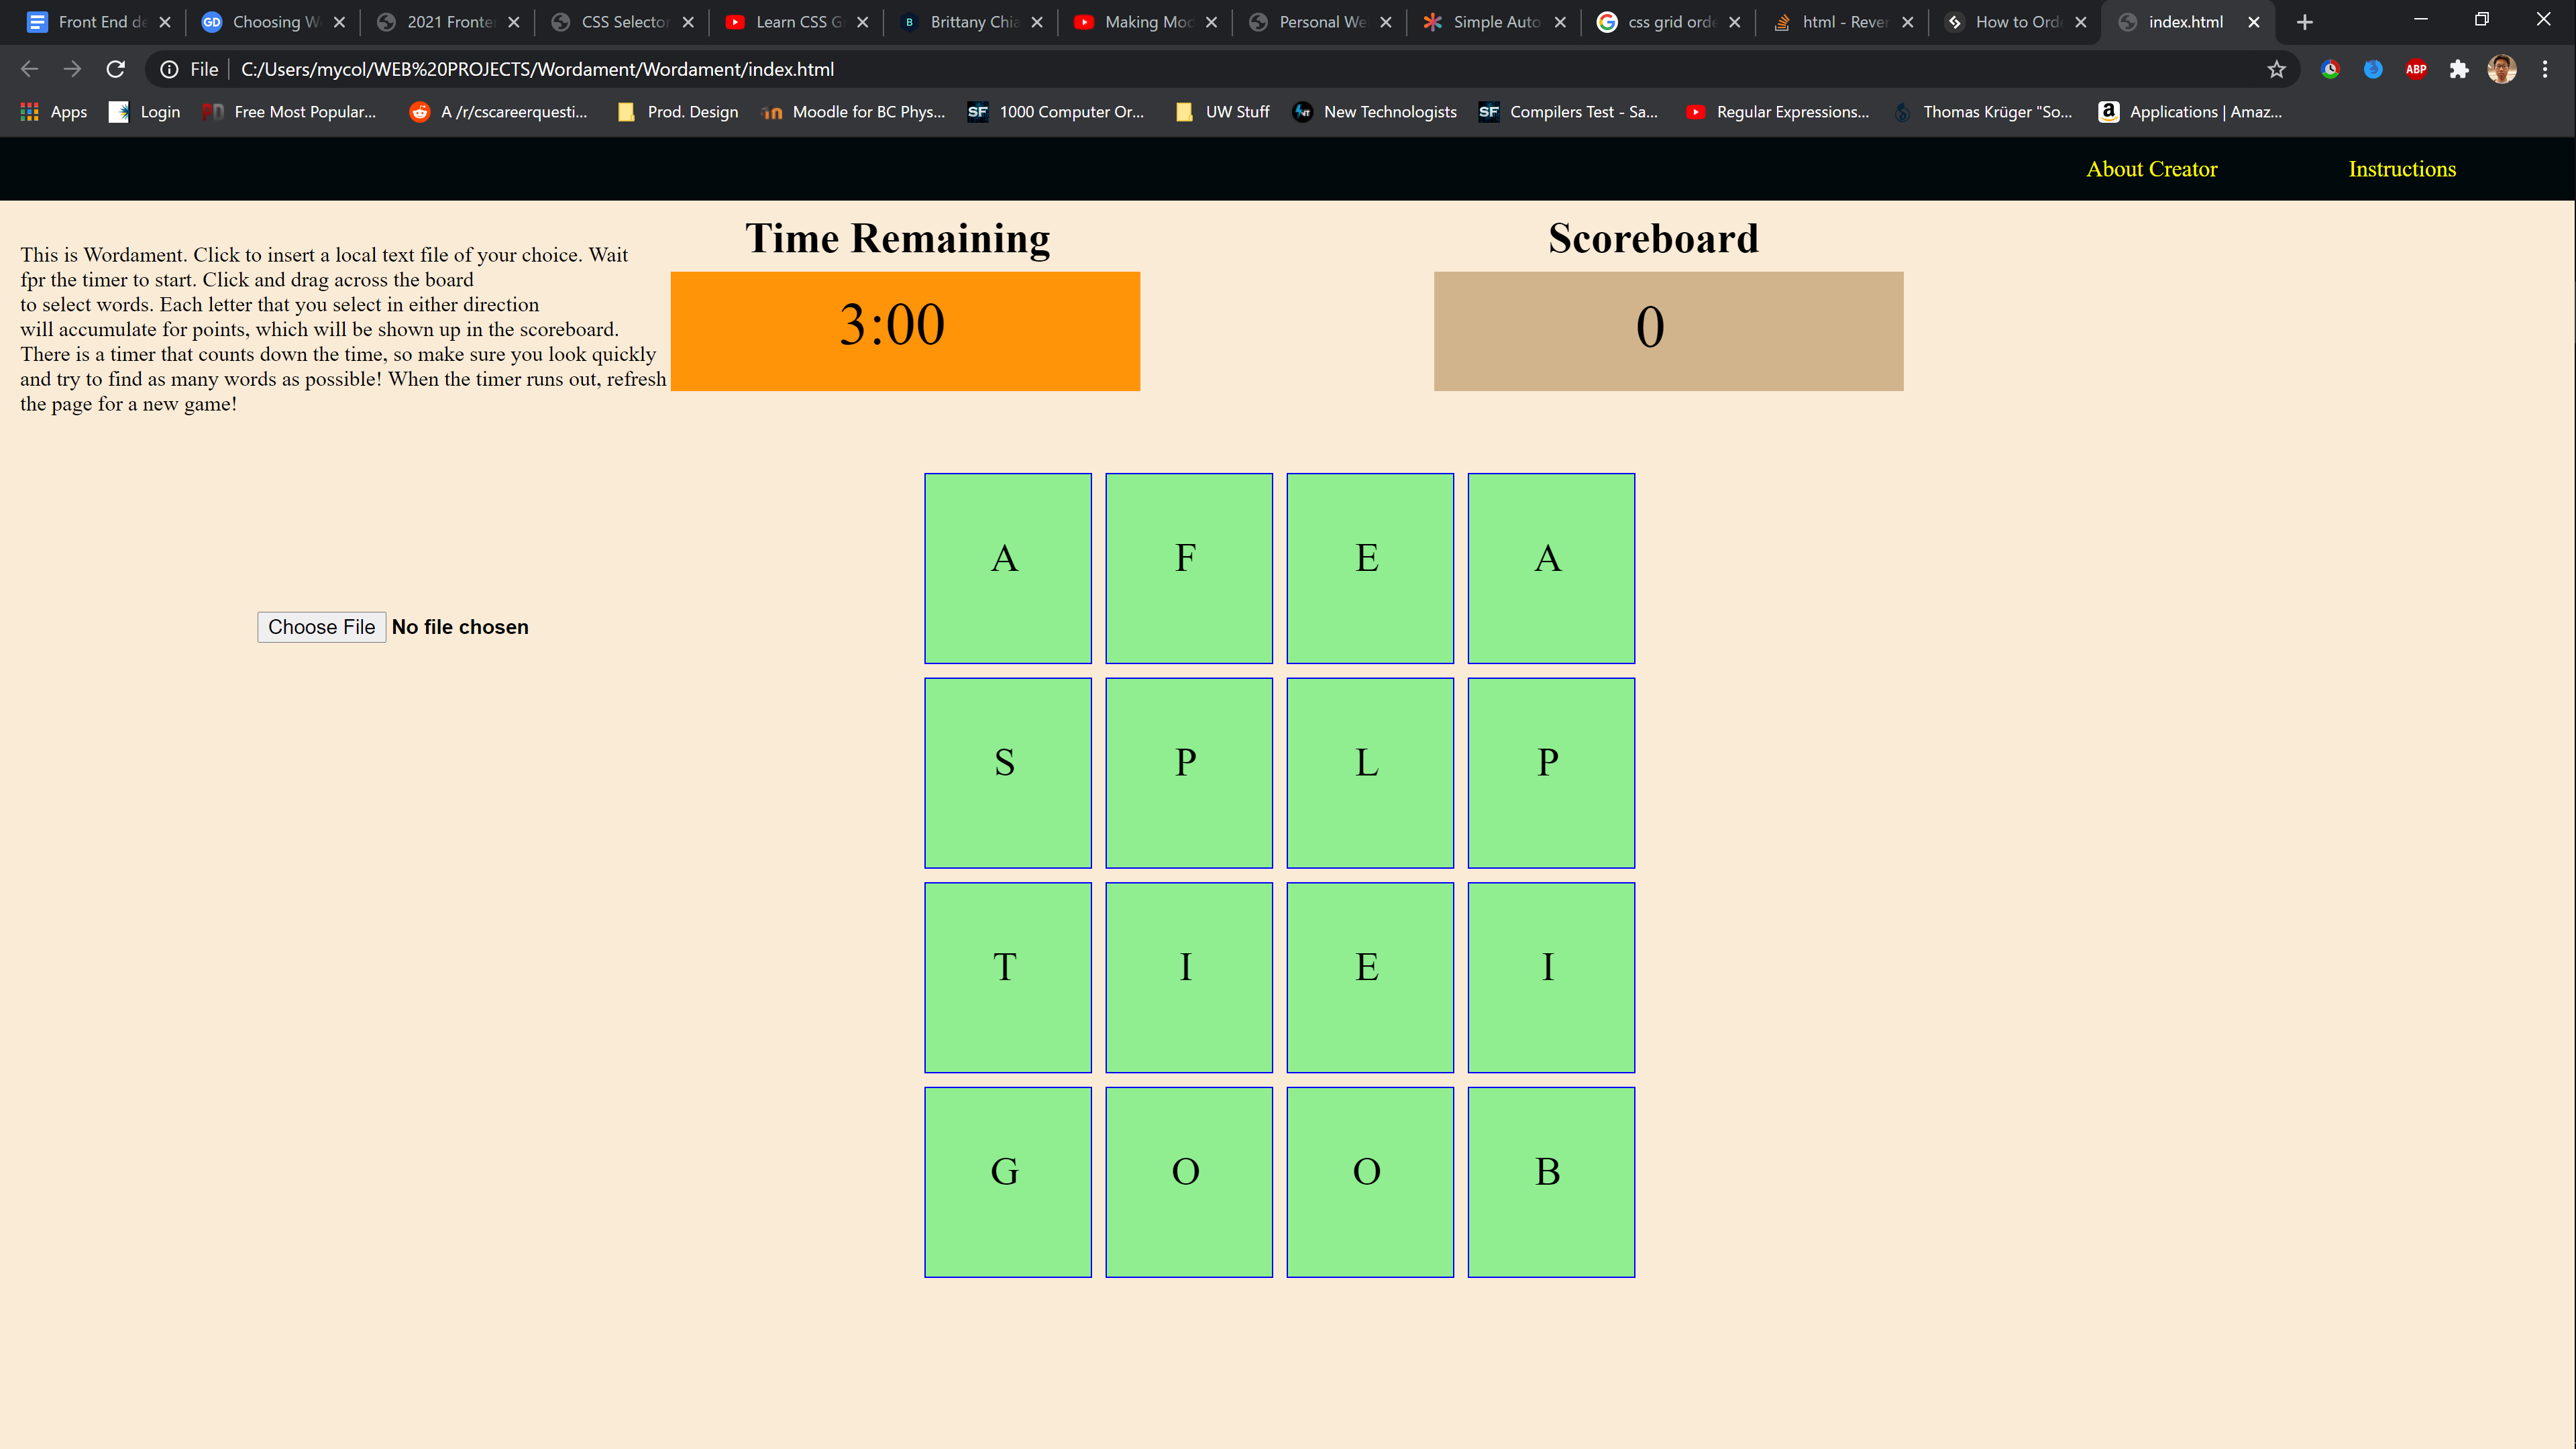 Front End de
Choosing W
2021 Fronte
CSS Selector
Learn CSS G
Brittany Chia
Making Mod
Personal We
Simple Auto
css grid orde
html - Rever
How to Orde
index.html
File C:/Users/mycol/WEB%20PROJECTS/Wordament/Wordament/index.html
ABP
Apps
Login
Free Most Popular...
A /r/cscareerquesti...
Prod. Design
Moodle for BC Phys...
SF 1000 Computer Or...
UW Stuff
New Technologists
SF Compilers Test - Sa...
Regular Expressions...
Thomas Krüger "So...
Applications | Amaz...
About Creator
Instructions
This is Wordament. Click to insert a local text file of your choice. Wait
fpr the timer to start. Click and drag across the board
to select words. Each letter that you select in either direction
will accumulate for points, which will be shown up in the scoreboard.
There is a timer that counts down the time, so make sure you look quickly
and try to find as many words as possible! When the timer runs out, refresh
the page for a new game!
Time Remaining
3:00
Scoreboard
0
Choose File No file chosen
A F E A
S P L P
T I E I
G O O B